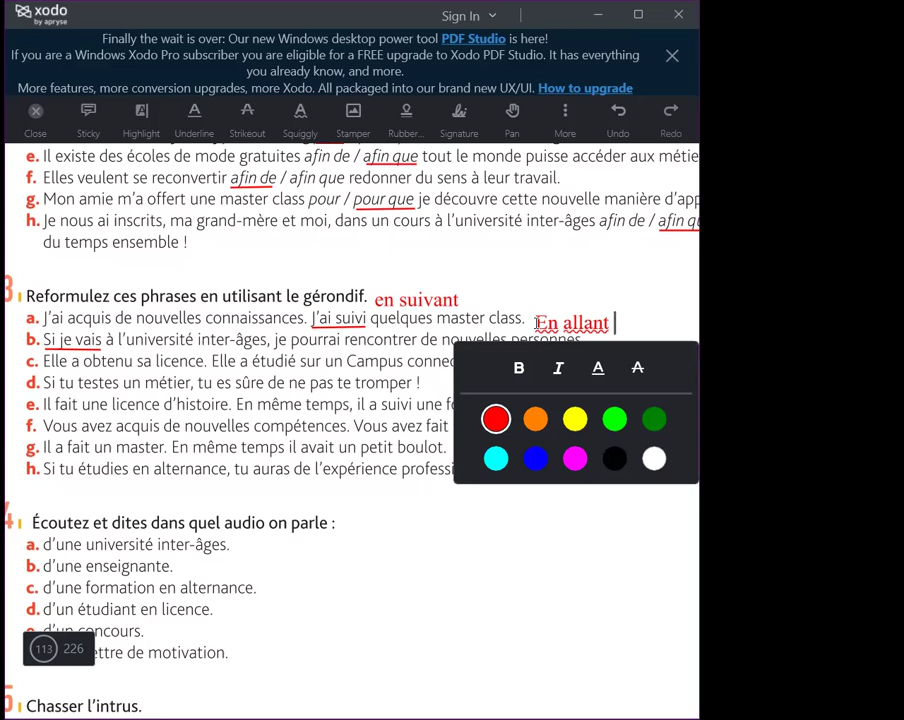 xodo
by apryse
Sign In
Finally the wait is over: Our new Windows desktop power tool PDF Studio is here!
If you are a Windows Xodo Pro subscriber you are eligible for a FREE upgrade to Xodo PDF Studio. It has everything
you already know, and more.
More features, more conversion upgrades, more Xodo. All packaged into our brand new UX/UI. How to upgrade
Close Sticky Highlight Underline Strikeout Squiggly Stamper Rubber... Signature Pan More Undo Redo
e. Il existe des écoles de mode gratuites afin de / afin que tout le monde puisse accéder aux métie
f. Elles veulent se reconvertir afin de / afin que redonner du sens à leur travail.
g. Mon amie m'a offert une master class pour / pour que je découvre cette nouvelle manière d'app
h. Je nous ai inscrits, ma grand-mère et moi, dans un cours à l'université inter-âges afin de / afin qu
du temps ensemble !
3 Reformulez ces phrases en utilisant le gérondif. en suivant
a. J'ai acquis de nouvelles connaissances. J'ai suivi quelques master class. En allant
b. Si je vais à l'université inter-âges, je pourrai rencontrer de nouvelles personnes.
c. Elle a obtenu sa licence. Elle a étudié sur un Campus connec
d. Si tu testes un métier, tu es sûre de ne pas te tromper !
e. Il fait une licence d'histoire. En même temps, il a suivi une fo
f. Vous avez acquis de nouvelles compétences. Vous avez fait
g. Il a fait un master. En même temps il avait un petit boulot.
h. Si tu étudies en alternance, tu auras de l'expérience professi
B I A A
4 Écoutez et dites dans quel audio on parle :
a. d'une université inter-âges.
b. d'une enseignante.
c. d'une formation en alternance.
d. d'un étudiant en licence.
e. d'un concours.
ettre de motivation.
113 226
5 Chasser l'intrus.